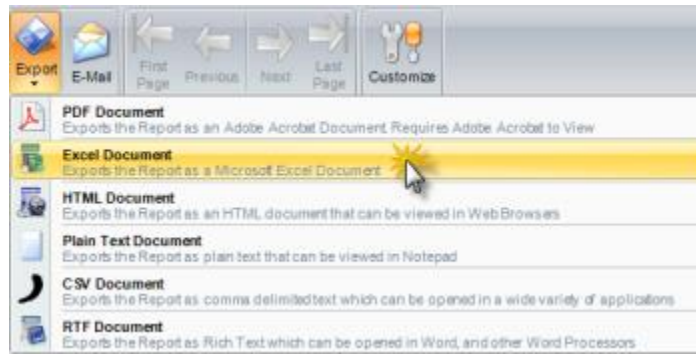 Export
E-Mail
First
Page
Previous
Next
Last
Page
Customize
PDF Document
Exports the Report as an Adobe Acrobat Document. Requires Adobe Acrobat to View
Excel Document
Exports the Report as a Microsoft Excel Document
HTML Document
Exports the Report as an HTML document that can be viewed in Web Browsers
Plain Text Document
Exports the Report as plain text that can be viewed in Notepad
CSV Document
Exports the Report as comma delimited text which can be opened in a wide variety of applications
RTF Document
Exports the Report as Rich Text which can be opened in Word, and other Word Processors